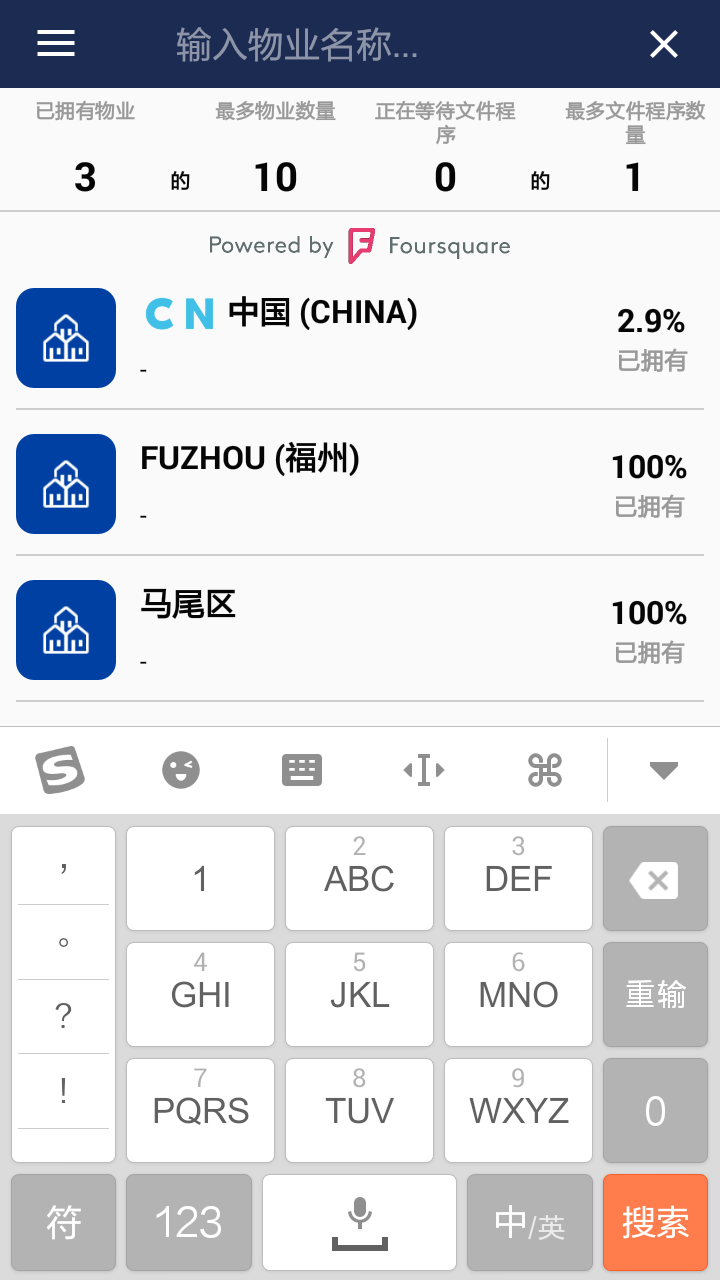 输入物业名称...
已拥有物业 最多物业数量 正在等待文件程序 最多文件程序数量
3 的 10 0 的 1
Powered by Foursquare
CN 中国 (CHINA) 2.9%
- 已拥有
FUZHOU (福州) 100%
- 已拥有
马尾区 100%
- 已拥有
, 1 2 ABC 3 DEF
。 4 GHI 5 JKL 6 MNO 重输
? 7 PQRS 8 TUV 9 WXYZ 0
!
符 123 中/英 搜索